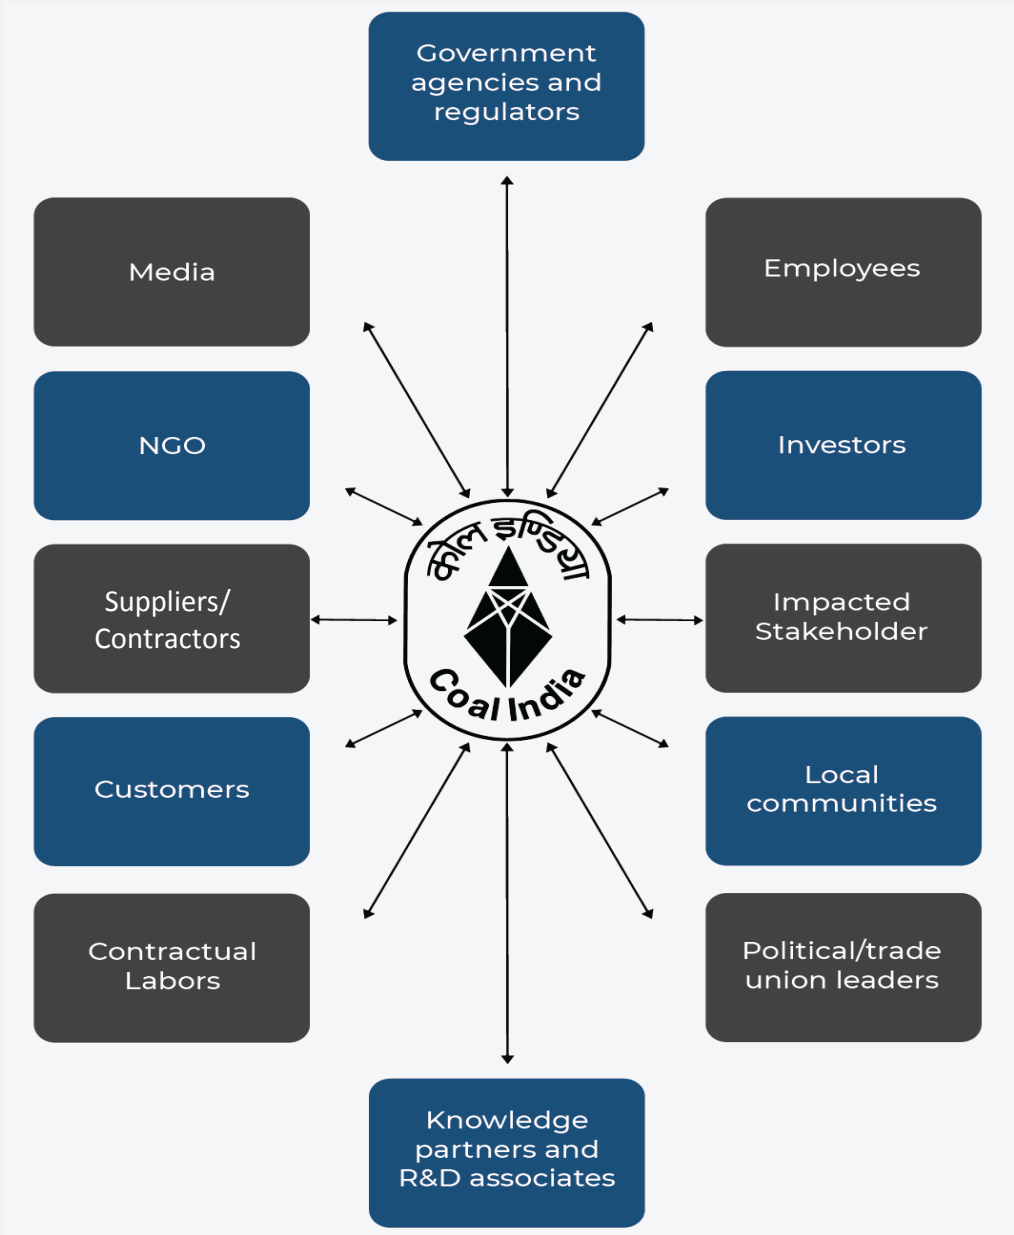 Government
agencies and
regulators
Media
Employees
NGO
Investors
कोल इण्डिया
Coal India
Suppliers/
Contractors
Impacted
Stakeholder
Customers
Local
communities
Contractual
Labors
Political/trade
union leaders
Knowledge
partners and
R&D associates